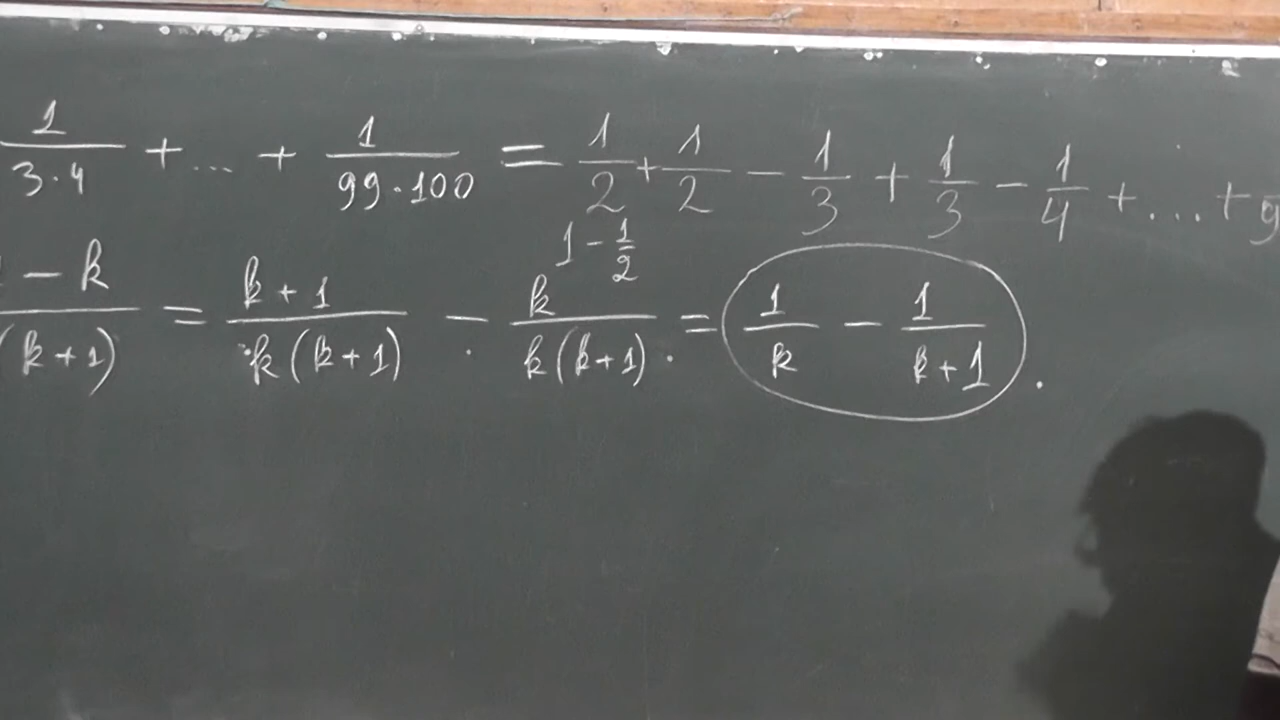 1/(3·4) + ... + 1/(99·100) = 1/2 + 1/2 − 1/3 + 1/3 − 1/4 + .... +
1 − 1/2
− k/(k+1) = (k+1)/(k(k+1)) − k/(k(k+1)) = 1/k − 1/(k+1).